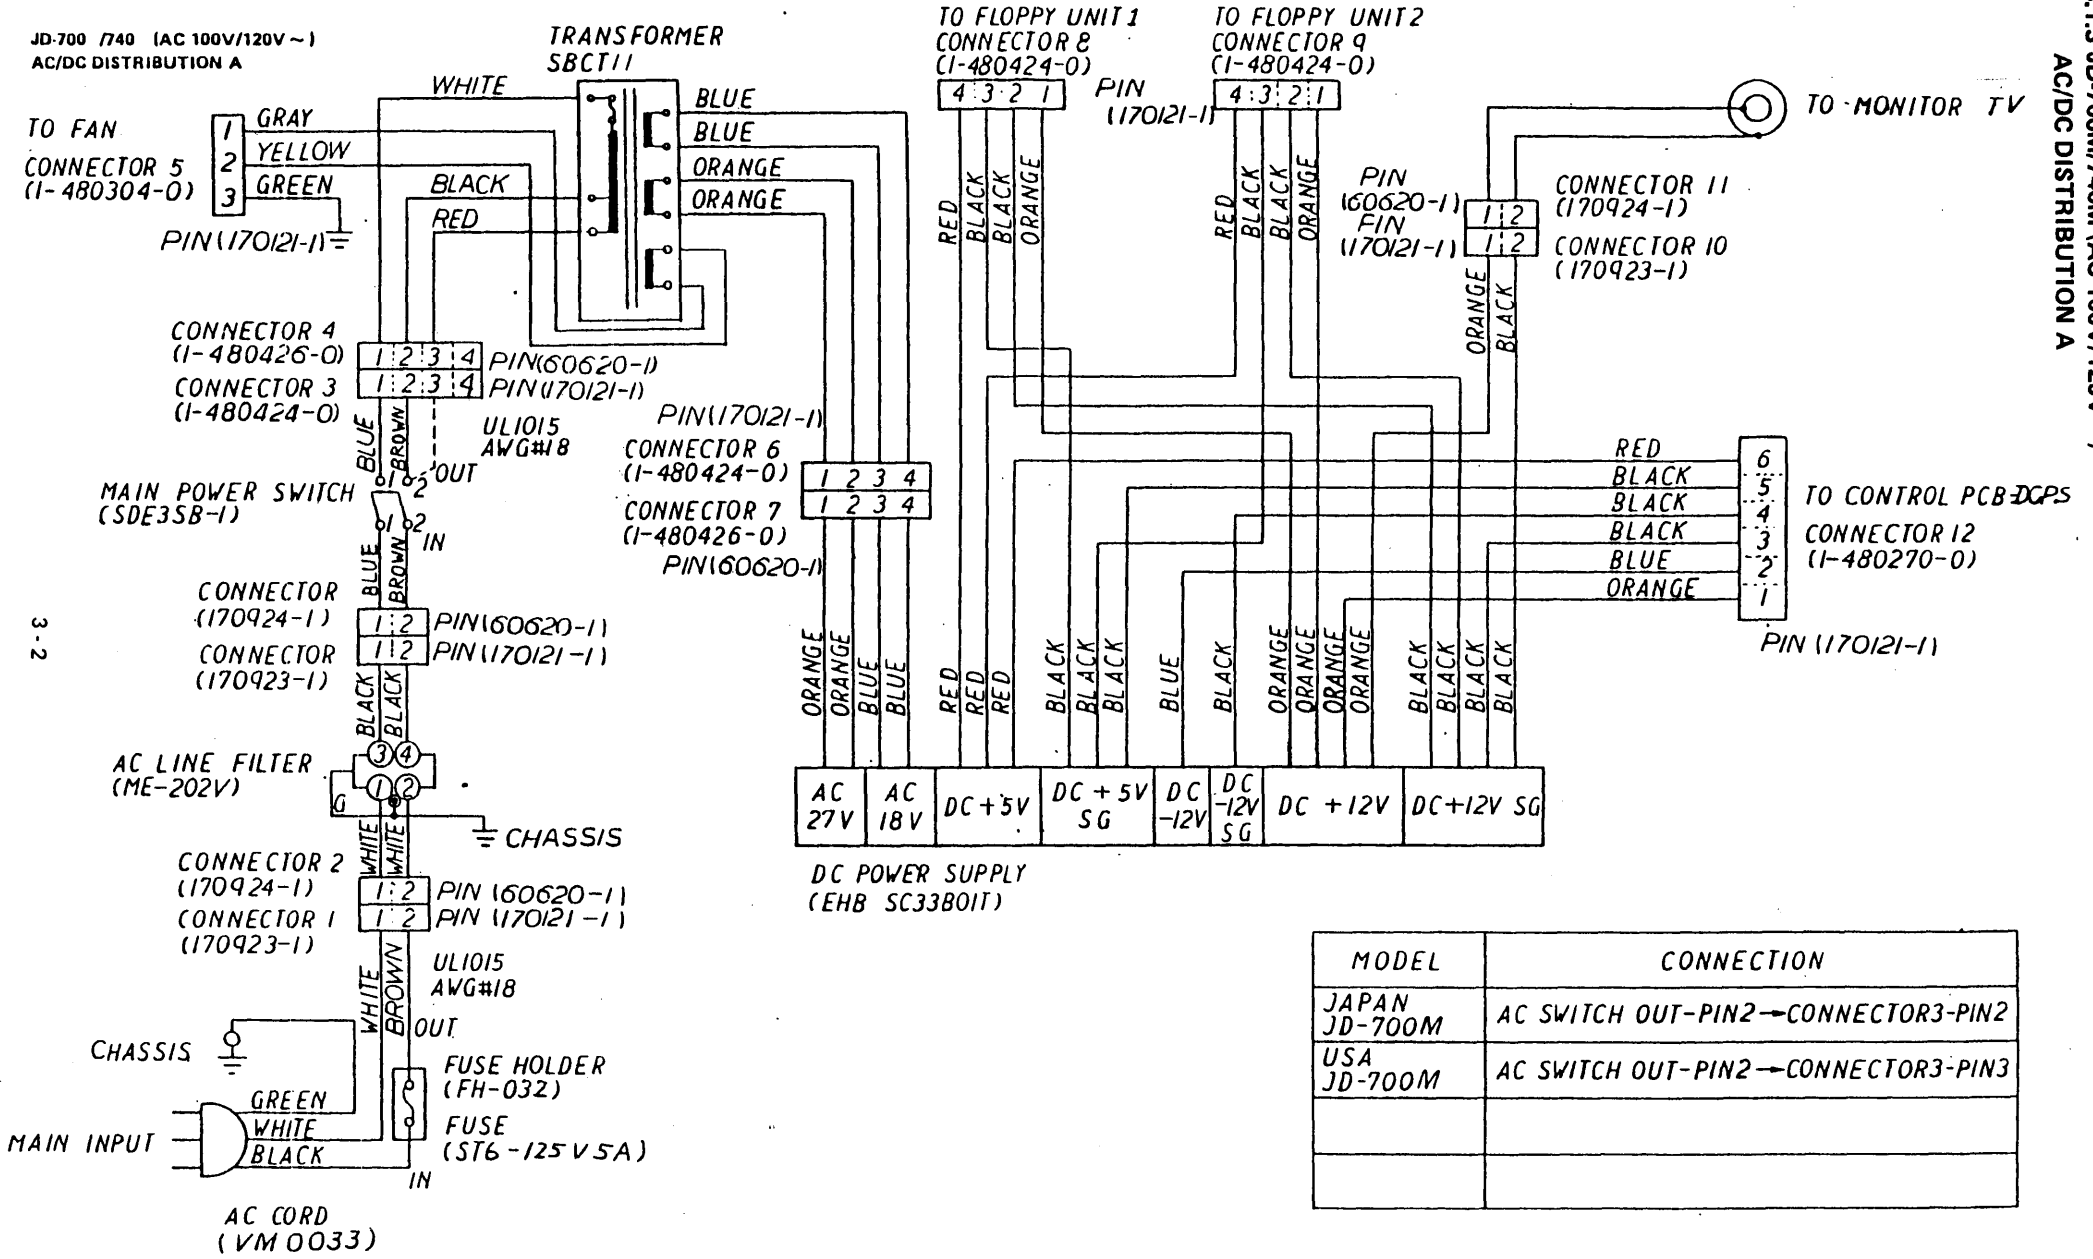 JD-700 /740 (AC 100V/120V~)
AC/DC DISTRIBUTION A
AC/DC DISTRIBUTION A
3-2
TO FAN
CONNECTOR 5
(1-480304-0)
1
2
3
GRAY
YELLOW
GREEN
PIN(170121-1)
TRANSFORMER
SBCT11
WHITE
BLACK
RED
BLUE
BLUE
ORANGE
ORANGE
CONNECTOR 4
(1-480426-0)
1 2 3 4
PIN(60620-1)
CONNECTOR 3
(1-480424-0)
1 2 3 4
PIN(170121-1)
BLUE
BROWN
UL1015
AWG#18
OUT
1 2
MAIN POWER SWITCH
(SDE3SB-1)
1 2
IN
BLUE
BROWN
CONNECTOR
(170924-1)
1 2
PIN(60620-1)
CONNECTOR
(170923-1)
1 2
PIN(170121-1)
BLACK
BLACK
AC LINE FILTER
(ME-202V)
3 4
1 2
G
CHASSIS
WHITE
WHITE
CONNECTOR 2
(170924-1)
1 2
PIN (60620-1)
CONNECTOR 1
(170923-1)
1 2
PIN (170121-1)
WHITE
BROWN
UL1015
AWG#18
OUT
CHASSIS
FUSE HOLDER
(FH-032)
FUSE
(ST6-125V5A)
IN
MAIN INPUT
GREEN
WHITE
BLACK
AC CORD
(VM0033)
TO FLOPPY UNIT 1
CONNECTOR 8
(1-480424-0)
4 3 2 1
PIN
(170121-1)
RED
BLACK
BLACK
ORANGE
TO FLOPPY UNIT 2
CONNECTOR 9
(1-480424-0)
4 3 2 1
RED
BLACK
BLACK
ORANGE
TO MONITOR TV
PIN
(60620-1)
PIN
(170121-1)
1 2
1 2
CONNECTOR 11
(170924-1)
CONNECTOR 10
(170923-1)
ORANGE
BLACK
PIN(170121-1)
CONNECTOR 6
(1-480424-0)
1 2 3 4
CONNECTOR 7
(1-480426-0)
1 2 3 4
PIN(60620-1)
RED
BLACK
BLACK
BLACK
BLUE
ORANGE
6
5
4
3
2
1
TO CONTROL PCB-DGPS
CONNECTOR 12
(1-480270-0)
PIN (170121-1)
ORANGE
ORANGE
BLUE
BLUE
RED
RED
RED
BLACK
BLACK
BLACK
BLUE
BLACK
ORANGE
ORANGE
ORANGE
ORANGE
BLACK
BLACK
BLACK
BLACK
AC 27V
AC 18V
DC+5V
DC+5V SG
DC -12V
DC -12V SG
DC +12V
DC+12V SG
DC POWER SUPPLY
(EHB SC33B01T)
MODEL CONNECTION
JAPAN
JD-700M
AC SWITCH OUT-PIN2→CONNECTOR3-PIN2
USA
JD-700M
AC SWITCH OUT-PIN2→CONNECTOR3-PIN3